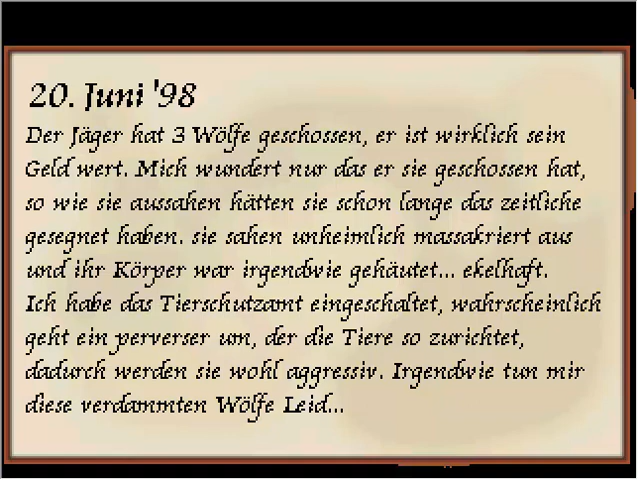 20. Juni '98
Der Jäger hat 3 Wölfe geschossen, er ist wirklich sein
Geld wert. Mich wundert nur das er sie geschossen hat,
so wie sie aussahen hätten sie schon lange das zeitliche
gesegnet haben. sie sahen unheimlich massakriert aus
und ihr Körper war irgendwie gehäutet... ekelhaft.
Ich habe das Tierschutzamt eingeschaltet, wahrscheinlich
geht ein perverser um, der die Tiere so zurichtet,
dadurch werden sie wohl aggressiv. Irgendwie tun mir
diese verdammten Wölfe Leid...